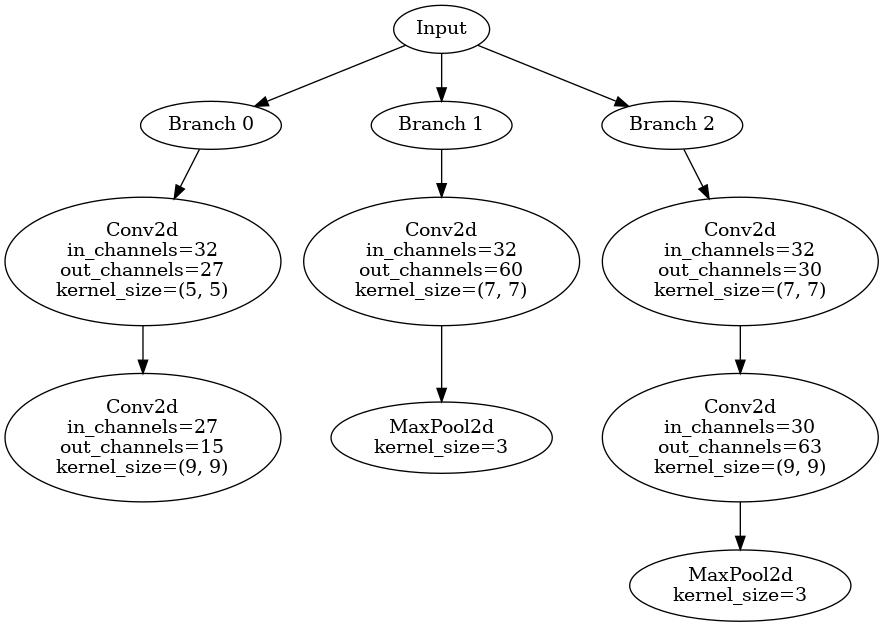 Input
Branch 0
Branch 1
Branch 2
Conv2d
in_channels=32
out_channels=27
kernel_size=(5, 5)
Conv2d
in_channels=32
out_channels=60
kernel_size=(7, 7)
Conv2d
in_channels=32
out_channels=30
kernel_size=(7, 7)
Conv2d
in_channels=27
out_channels=15
kernel_size=(9, 9)
MaxPool2d
kernel_size=3
Conv2d
in_channels=30
out_channels=63
kernel_size=(9, 9)
MaxPool2d
kernel_size=3